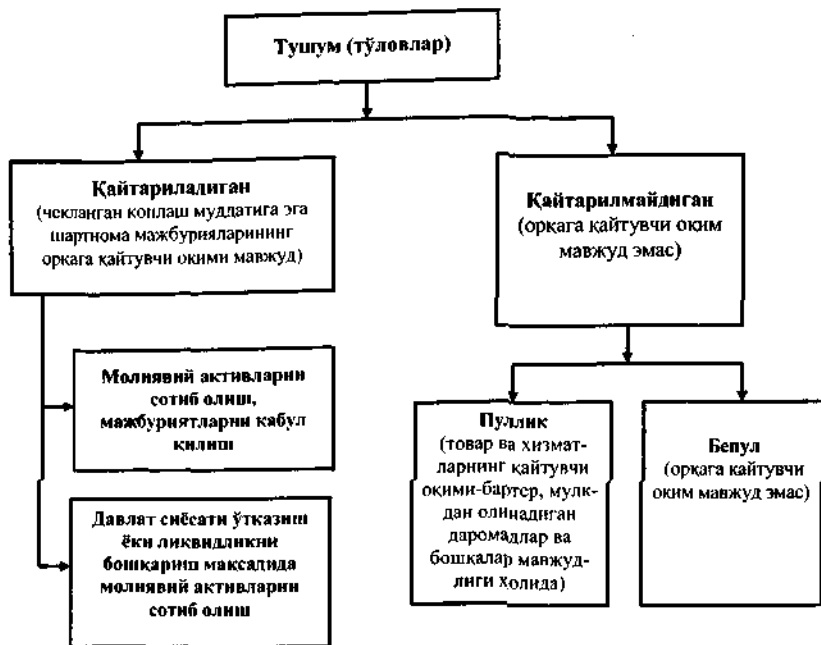 Тушум (тўловлар)
Қайтариладиган
(чекланган қоплаш муддатига эга
шартнома мажбурияларининг
орқага қайтувчи оқими мавжуд)
Қайтарилмайдиган
(орқага қайтувчи оқим
мавжуд эмас)
Молиявий активларни
сотиб олиш,
мажбуриятларни қабул
қилиш
Давлат сиёсати ўтказиш
ёки ликвидликни
бошқариш мақсадида
молиявий активларни
сотиб олиш
Пуллик
(товар ва хизмат-
ларнинг қайтувчи
оқими-бартер, мулк-
дан олинадиган
даромадлар ва
бошқалар мавжуд-
лиги ҳолида)
Бепул
(орқага қайтувчи
оқим мавжуд эмас)